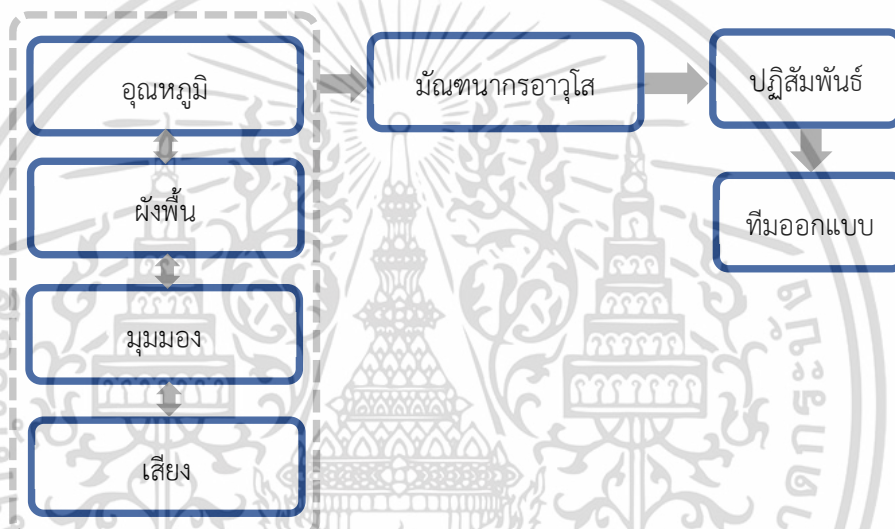 อุณหภูมิ
มัณฑนากรอาวุโส
ปฏิสัมพันธ์
ผังพื้น
ทีมออกแบบ
มุมมอง
เสียง